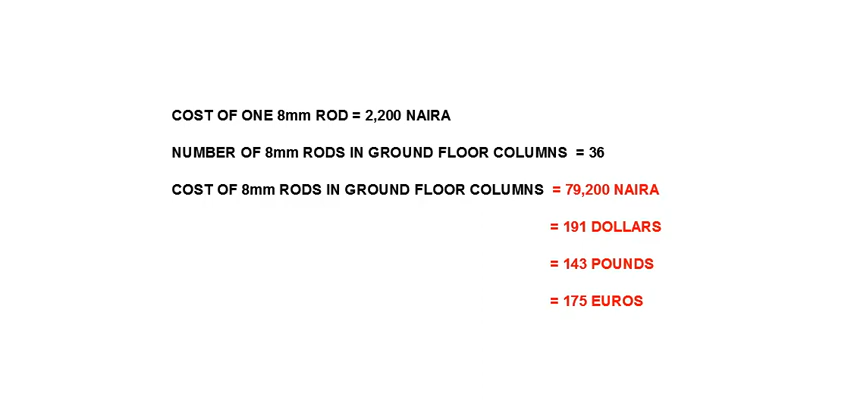 COST OF ONE 8mm ROD = 2,200 NAIRA
NUMBER OF 8mm RODS IN GROUND FLOOR COLUMNS = 36
COST OF 8mm RODS IN GROUND FLOOR COLUMNS = 79,200 NAIRA
= 191 DOLLARS
= 143 POUNDS
= 175 EUROS